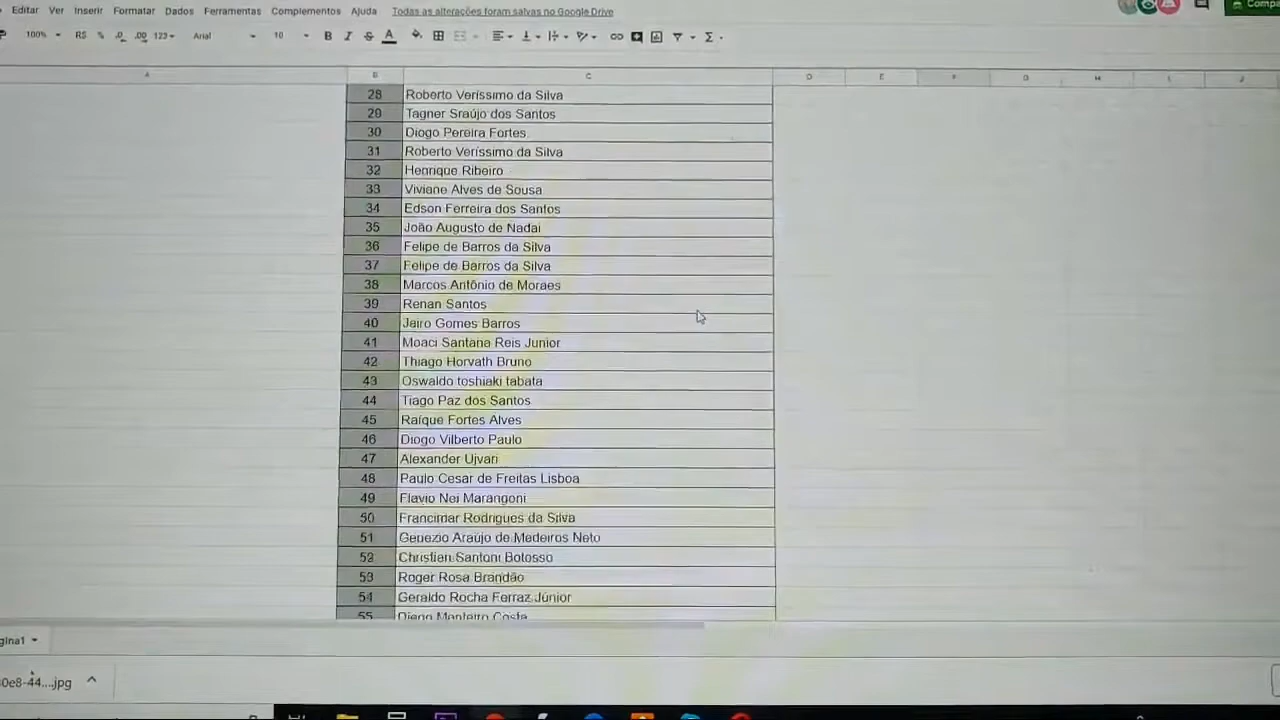 Editar Ver Inserir Formatar Dados Ferramentas Complementos Ajuda Todas as alterações foram salvas no Google Drive
100% R$ % .0 .00 123 Arial 10 B I S A
A B C D E F G H I J
28 Roberto Veríssimo da Silva
29 Tagner Sraújo dos Santos
30 Diogo Pereira Fortes
31 Roberto Veríssimo da Silva
32 Henrique Ribeiro
33 Viviane Alves de Sousa
34 Edson Ferreira dos Santos
35 João Augusto de Nadai
36 Felipe de Barros da Silva
37 Felipe de Barros da Silva
38 Marcos Antônio de Moraes
39 Renan Santos
40 Jairo Gomes Barros
41 Moaci Santana Reis Junior
42 Thiago Horvath Bruno
43 Oswaldo toshiaki tabata
44 Tiago Paz dos Santos
45 Raíque Fortes Alves
46 Diogo Vilberto Paulo
47 Alexander Ujvari
48 Paulo Cesar de Freitas Lisboa
49 Flavio Nei Marangoni
50 Francimar Rodrigues da Silva
51 Genezio Araújo de Medeiros Neto
52 Christien Santoni Botosso
53 Roger Rosa Brandão
54 Geraldo Rocha Ferraz Júnior
55 Diego Monteiro Costa
gina1
0e8-44....jpg